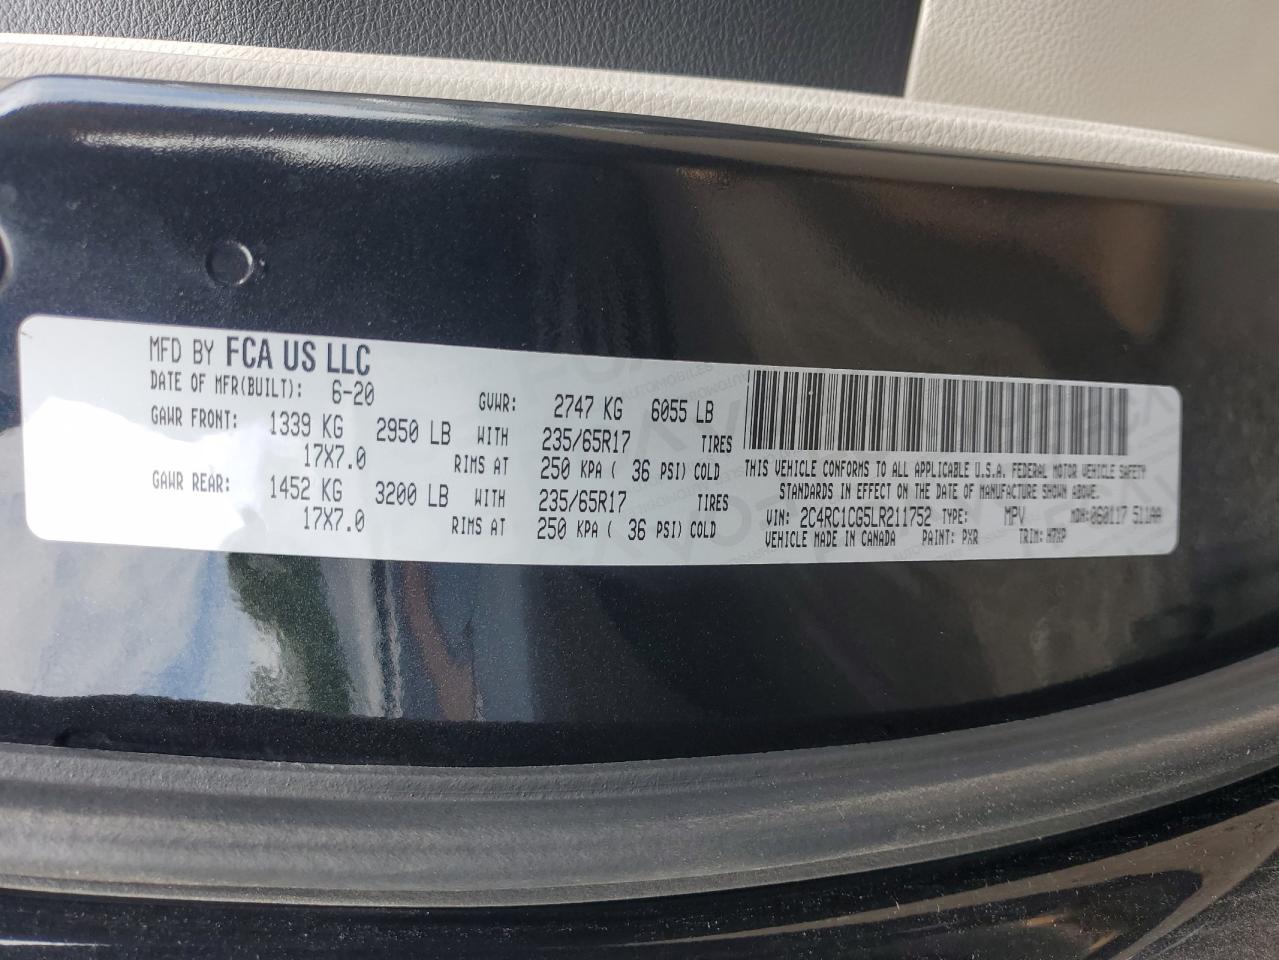 MFD BY FCA US LLC
DATE OF MFR(BUILT): 6-20 GVWR: 2747 KG 6055 LB
GAWR FRONT: 1339 KG 2950 LB WITH 235/65R17 TIRES
17X7.0 RIMS AT 250 KPA ( 36 PSI) COLD
GAWR REAR: 1452 KG 3200 LB WITH 235/65R17 TIRES
17X7.0 RIMS AT 250 KPA ( 36 PSI) COLD
THIS VEHICLE CONFORMS TO ALL APPLICABLE U.S.A. FEDERAL MOTOR VEHICLE SAFETY
STANDARDS IN EFFECT ON THE DATE OF MANUFACTURE SHOWN ABOVE.
VIN: 2C4RC1CG5LR211752 TYPE: MPV MDH: 060117 511AA
VEHICLE MADE IN CANADA PAINT: PXR TRIM: